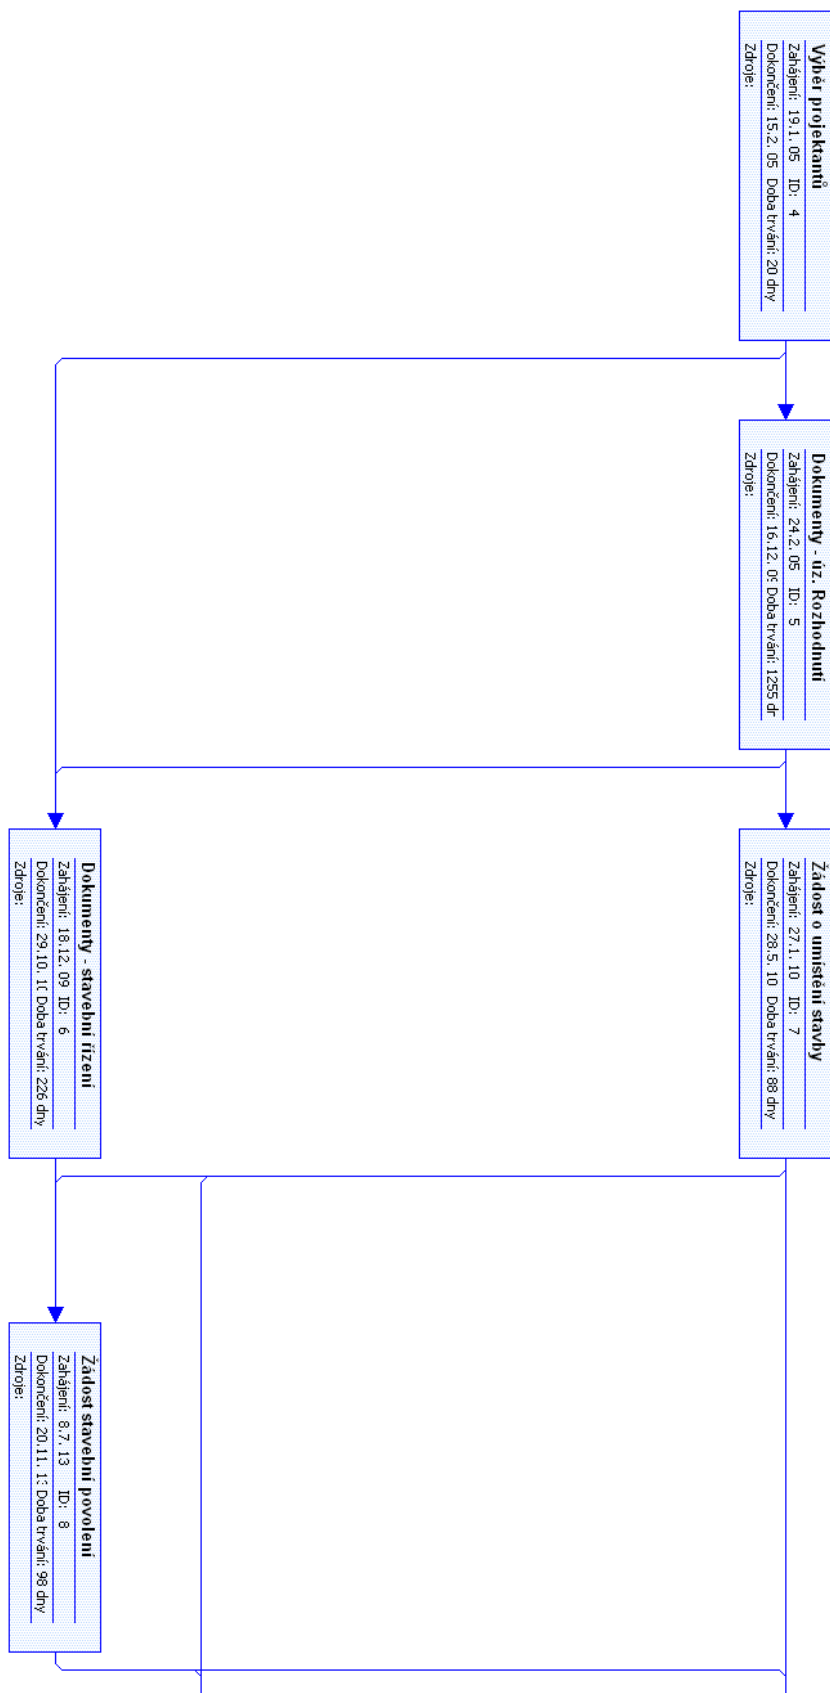 Výběr projektantů
Zahájení: 19.1. 05 ID: 4
Dokončení: 15.2. 05 Doba trvání: 20 dny
Zdroje:
Dokumenty - úz. Rozhodnutí
Zahájení: 24.2. 05 ID: 5
Dokončení: 16.12. 09 Doba trvání: 1255 dr
Zdroje:
Žádost o umístění stavby
Zahájení: 27.1. 10 ID: 7
Dokončení: 28.5. 10 Doba trvání: 88 dny
Zdroje:
Dokumenty - stavební řízení
Zahájení: 18.12. 09 ID: 6
Dokončení: 29.10. 10 Doba trvání: 226 dny
Zdroje:
Žádost stavební povolení
Zahájení: 8.7. 13 ID: 8
Dokončení: 20.11. 13 Doba trvání: 98 dny
Zdroje: